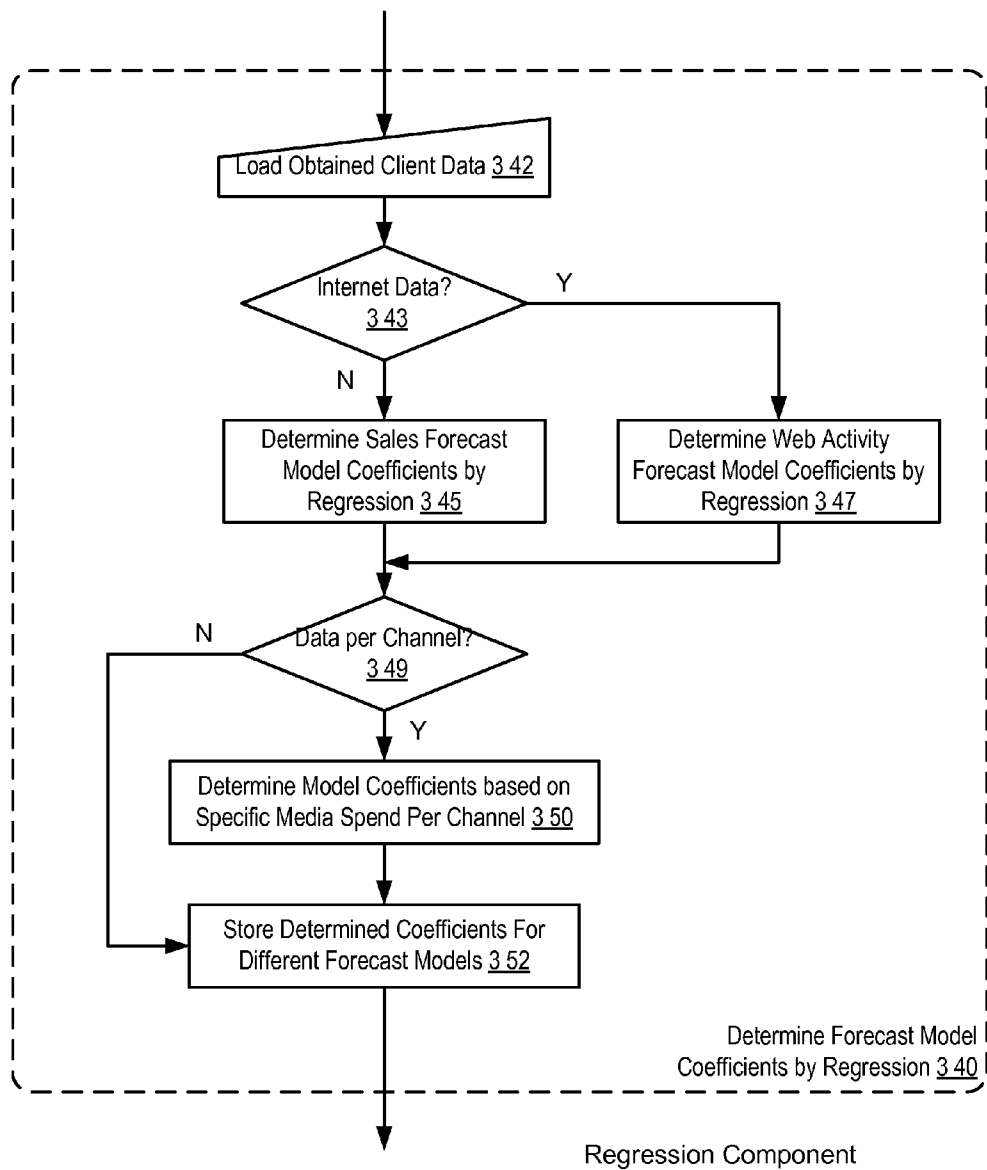 Load Obtained Client Data 3 42
Internet Data?
3 43
Y
N
Determine Sales Forecast
Model Coefficients by
Regression 3 45
Determine Web Activity
Forecast Model Coefficients by
Regression 3 47
N
Data per Channel?
3 49
Y
Determine Model Coefficients based on
Specific Media Spend Per Channel 3 50
Store Determined Coefficients For
Different Forecast Models 3 52
Determine Forecast Model
Coefficients by Regression 3 40
Regression Component